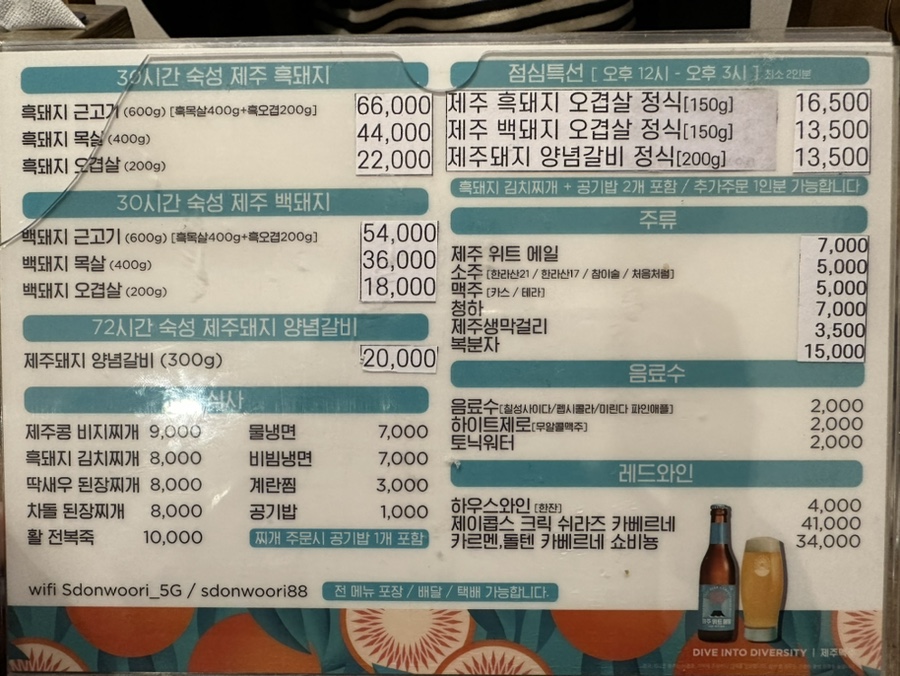 30시간 숙성 제주 흑돼지
흑돼지 근고기 (600g) [흑목살400g+흑오겹200g] 66,000
흑돼지 목살 (400g) 44,000
흑돼지 오겹살 (200g) 22,000
30시간 숙성 제주 백돼지
백돼지 근고기 (600g) [흑목살400g+흑오겹200g] 54,000
백돼지 목살 (400g) 36,000
백돼지 오겹살 (200g) 18,000
72시간 숙성 제주돼지 양념갈비
제주돼지 양념갈비 (300g) 20,000
식사
제주콩 비지찌개 9,000 물냉면 7,000
흑돼지 김치찌개 8,000 비빔냉면 7,000
딱새우 된장찌개 8,000 계란찜 3,000
차돌 된장찌개 8,000 공기밥 1,000
활 전복죽 10,000 찌개 주문시 공기밥 1개 포함
wifi Sdonwoori_5G / sdonwoori88 전 메뉴 포장 / 배달 / 택배 가능합니다.
점심특선 [ 오후 12시 - 오후 3시 ] 최소 2인분
제주 흑돼지 오겹살 정식[150g] 16,500
제주 백돼지 오겹살 정식[150g] 13,500
제주돼지 양념갈비 정식[200g] 13,500
흑돼지 김치찌개 + 공기밥 2개 포함 / 추가주문 1인분 가능합니다
주류
제주 위트 에일 7,000
소주 [한라산21 / 한라산17 / 참이슬 / 처음처럼] 5,000
맥주 [카스 / 테라] 5,000
청하 7,000
제주생막걸리 3,500
복분자 15,000
음료수
음료수[칠성사이다/펩시콜라/미린다 파인애플] 2,000
하이트제로[무알콜맥주] 2,000
토닉워터 2,000
레드와인
하우스와인 [한잔] 4,000
제이콥스 크릭 쉬라즈 카베르네 41,000
카르멘,돌텐 카베르네 쇼비뇽 34,000
제주 위트 에일
DIVE INTO DIVERSITY | 제주맥주